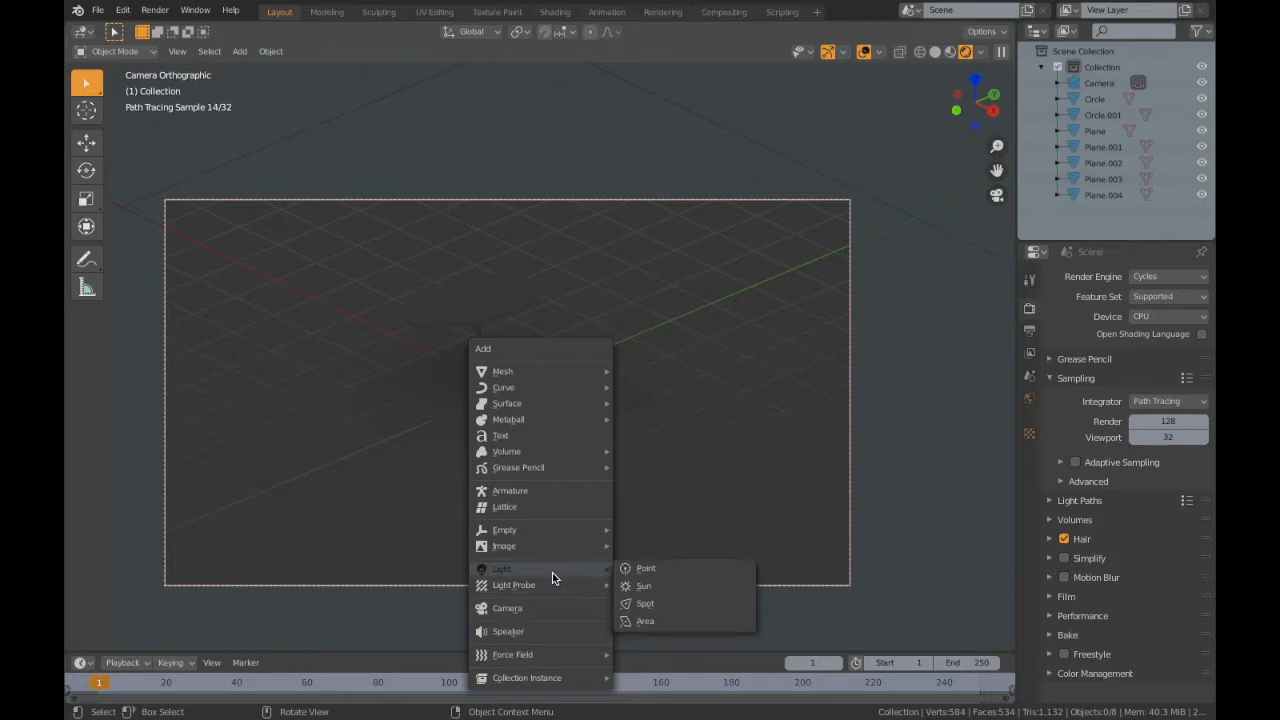 File Edit Render Window Help Layout Modeling Sculpting UV Editing Texture Paint Shading Animation Rendering Compositing Scripting + Scene View Layer
Global Options
Object Mode View Select Add Object
Camera Orthographic
(1) Collection
Path Tracing Sample 14/32
Scene Collection
Collection
Camera
Circle
Circle.001
Plane
Plane.001
Plane.002
Plane.003
Plane.004
Z
Y
X
Add
Mesh
Curve
Surface
Metaball
Text
Volume
Grease Pencil
Armature
Lattice
Empty
Image
Light
Light Probe
Camera
Speaker
Force Field
Collection Instance
Point
Sun
Spot
Area
Scene
Render Engine Cycles
Feature Set Supported
Device CPU
Open Shading Language
Grease Pencil
Sampling
Integrator Path Tracing
Render 128
Viewport 32
Adaptive Sampling
Advanced
Light Paths
Volumes
Hair
Simplify
Motion Blur
Film
Performance
Bake
Freestyle
Color Management
Playback Keying View Marker 1 Start 1 End 250
1 20 40 60 80 100 160 180 200 220 240
Select Box Select Rotate View Object Context Menu Collection | Verts:584 | Faces:534 | Tris:1,132 | Objects:0/8 | Mem: 40.3 MiB | 2...